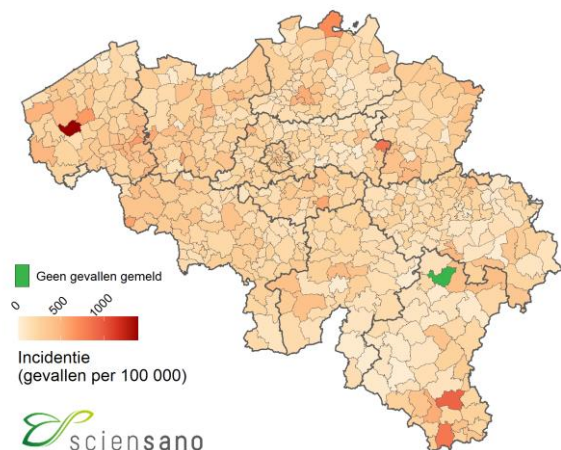 Geen gevallen gemeld
0 500 1000
Incidentie
(gevallen per 100 000)
sciensano